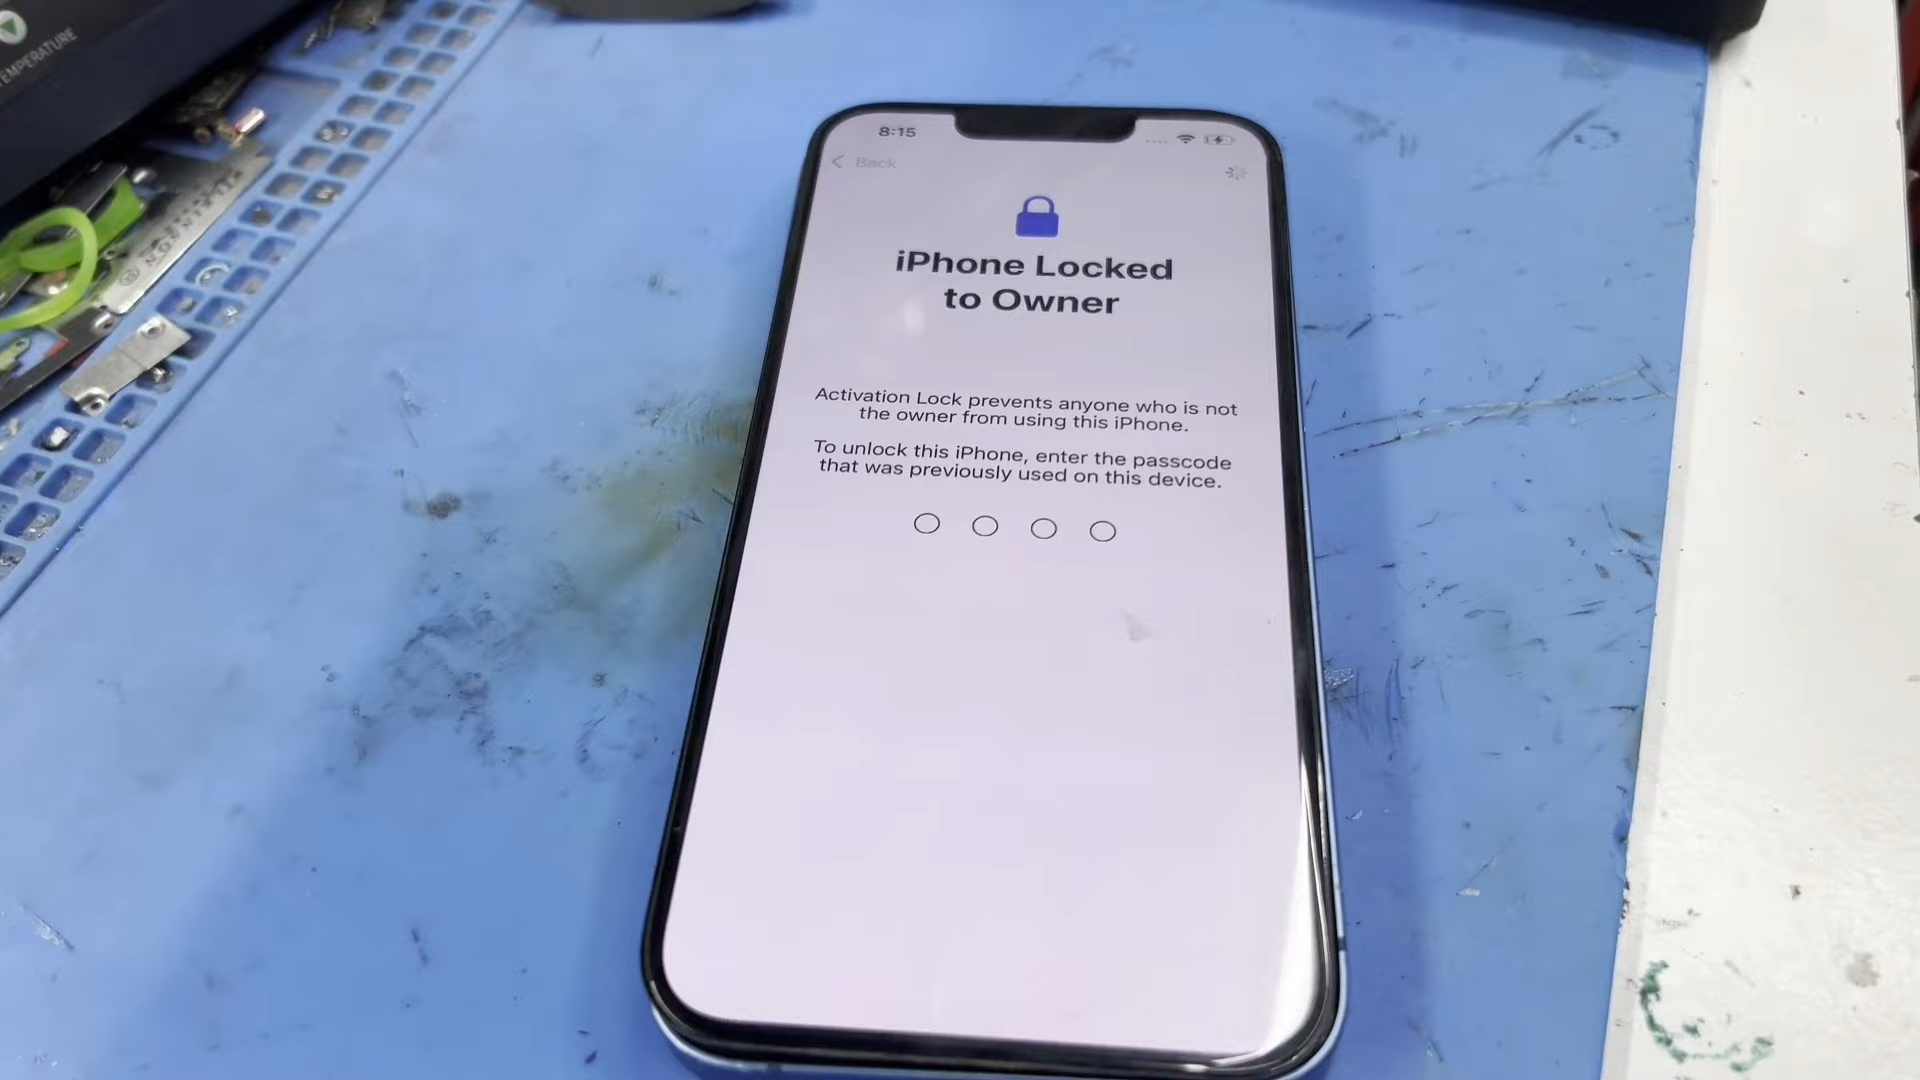 TEMPERATURE
8:15
Back
iPhone Locked
to Owner
Activation Lock prevents anyone who is not
the owner from using this iPhone.
To unlock this iPhone, enter the passcode
that was previously used on this device.